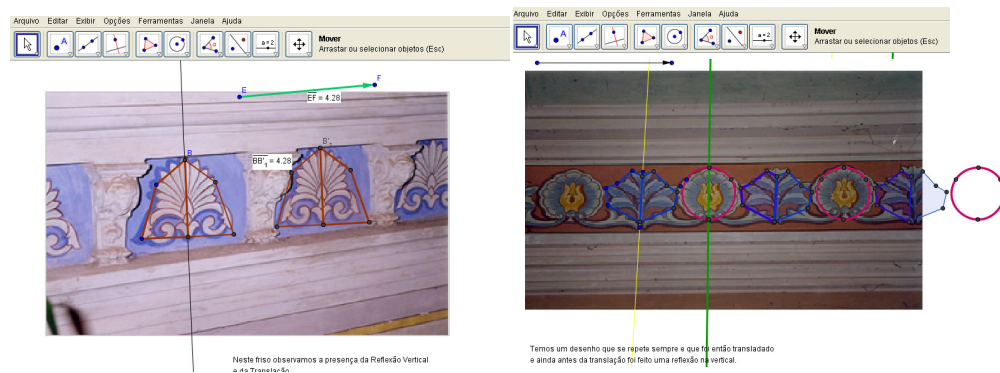 Arquivo Editar Exibir Opções Ferramentas Janela Ajuda
A
a = 2
Mover
Arrastar ou selecionar objetos (Esc)
E
F
EF = 4.28
B
B'1
BB'1 = 4.28
Neste friso observamos a presença da Reflexão Vertical
e da Translação
Arquivo Editar Exibir Opções Ferramentas Janela Ajuda
A
a = 2
Mover
Arrastar ou selecionar objetos (Esc)
Temos um desenho que se repete sempre e que foi então transladado
e ainda antes da translação foi feito uma reflexão na vertical.